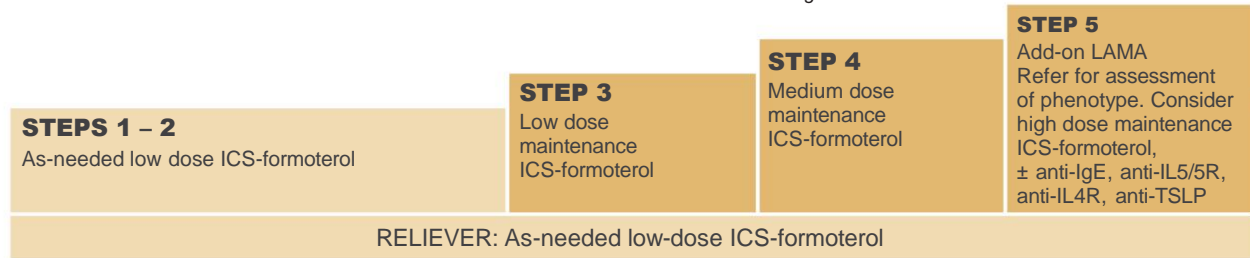 STEPS 1 – 2
As-needed low dose ICS-formoterol
STEP 3
Low dose
maintenance
ICS-formoterol
STEP 4
Medium dose
maintenance
ICS-formoterol
STEP 5
Add-on LAMA
Refer for assessment
of phenotype. Consider
high dose maintenance
ICS-formoterol,
± anti-IgE, anti-IL5/5R,
anti-IL4R, anti-TSLP
RELIEVER: As-needed low-dose ICS-formoterol